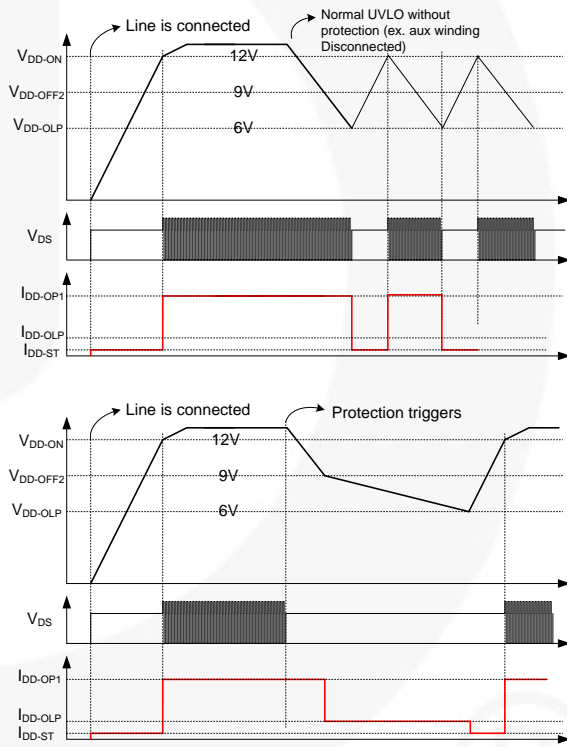 Line is connected
Normal UVLO without
protection (ex. aux winding
Disconnected)
VDD-ON
12V
VDD-OFF2
9V
VDD-OLP
6V
VDS
IDD-OP1
IDD-OLP
IDD-ST
Line is connected
Protection triggers
VDD-ON
12V
VDD-OFF2
9V
VDD-OLP
6V
VDS
IDD-OP1
IDD-OLP
IDD-ST